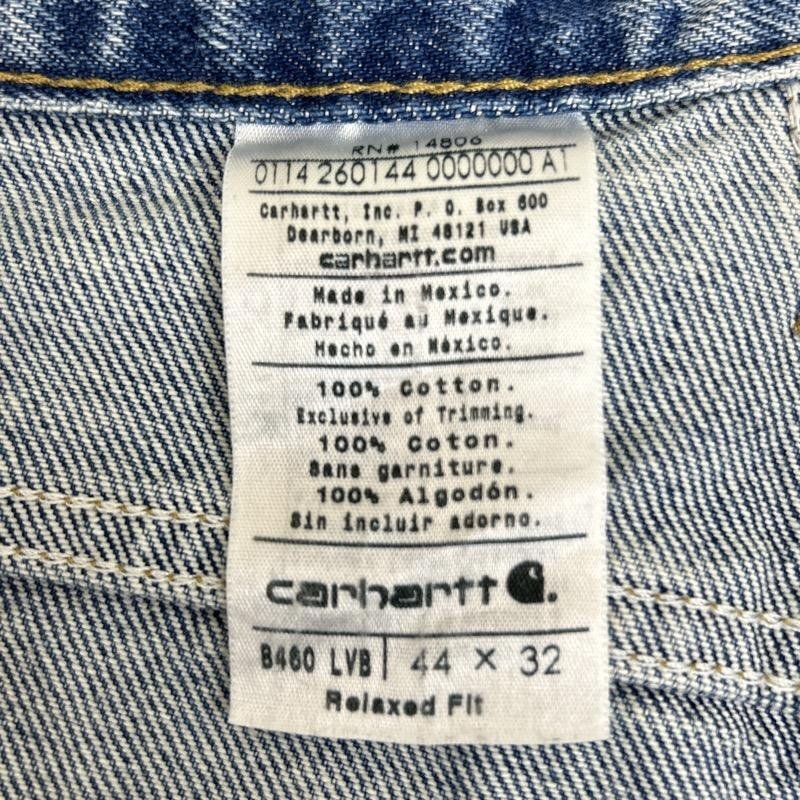 RN# 14806
0114 260144 0000000 A1
Carhartt, Inc. P. O. Box 600
Dearborn, MI 48121 USA
carhartt.com
Made in Mexico.
Fabriqué au Mexique.
Hecho en México.
100% Cotton.
Exclusive of Trimming.
100% Coton.
Sans garniture.
100% Algodón.
Sin incluir adorno.
carhartt
B460 LVB | 44 x 32
Relaxed Fit